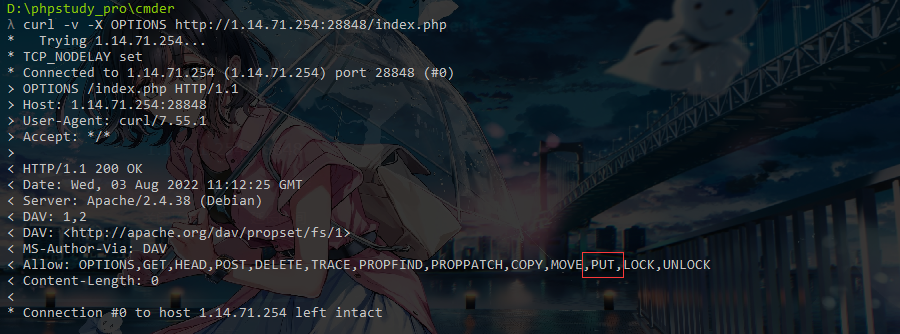 D:\phpstudy_pro\cmder
λ curl -v -X OPTIONS http://1.14.71.254:28848/index.php
*   Trying 1.14.71.254...
* TCP_NODELAY set
* Connected to 1.14.71.254 (1.14.71.254) port 28848 (#0)
> OPTIONS /index.php HTTP/1.1
> Host: 1.14.71.254:28848
> User-Agent: curl/7.55.1
> Accept: */*
>
< HTTP/1.1 200 OK
< Date: Wed, 03 Aug 2022 11:12:25 GMT
< Server: Apache/2.4.38 (Debian)
< DAV: 1,2
< DAV: <http://apache.org/dav/propset/fs/1>
< MS-Author-Via: DAV
< Allow: OPTIONS,GET,HEAD,POST,DELETE,TRACE,PROPFIND,PROPPATCH,COPY,MOVE,PUT,LOCK,UNLOCK
< Content-Length: 0
<
* Connection #0 to host 1.14.71.254 left intact